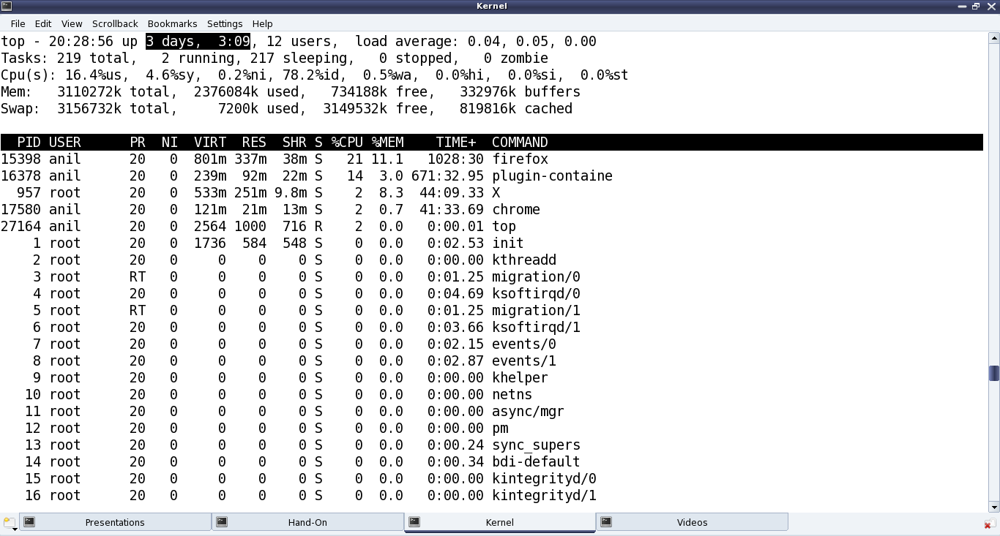 Kernel
File Edit View Scrollback Bookmarks Settings Help
top - 20:28:56 up 3 days,  3:09, 12 users,  load average: 0.04, 0.05, 0.00
Tasks: 219 total,   2 running, 217 sleeping,   0 stopped,   0 zombie
Cpu(s): 16.4%us,  4.6%sy,  0.2%ni, 78.2%id,  0.5%wa,  0.0%hi,  0.0%si,  0.0%st
Mem:   3110272k total,  2376084k used,   734188k free,   332976k buffers
Swap:  3156732k total,     7200k used,  3149532k free,   819816k cached
  PID USER      PR  NI  VIRT  RES  SHR S %CPU %MEM    TIME+  COMMAND
15398 anil      20   0  801m 337m  38m S   21 11.1   1028:30 firefox
16378 anil      20   0  239m  92m  22m S   14  3.0 671:32.95 plugin-containe
  957 root      20   0  533m 251m 9.8m S    2  8.3  44:09.33 X
17580 anil      20   0  121m  21m  13m S    2  0.7  41:33.69 chrome
27164 anil      20   0  2564 1000  716 R    2  0.0   0:00.01 top
    1 root      20   0  1736  584  548 S    0  0.0   0:02.53 init
    2 root      20   0     0    0    0 S    0  0.0   0:00.00 kthreadd
    3 root      RT   0     0    0    0 S    0  0.0   0:01.25 migration/0
    4 root      20   0     0    0    0 S    0  0.0   0:04.69 ksoftirqd/0
    5 root      RT   0     0    0    0 S    0  0.0   0:01.25 migration/1
    6 root      20   0     0    0    0 S    0  0.0   0:03.66 ksoftirqd/1
    7 root      20   0     0    0    0 S    0  0.0   0:02.15 events/0
    8 root      20   0     0    0    0 S    0  0.0   0:02.87 events/1
    9 root      20   0     0    0    0 S    0  0.0   0:00.00 khelper
   10 root      20   0     0    0    0 S    0  0.0   0:00.00 netns
   11 root      20   0     0    0    0 S    0  0.0   0:00.00 async/mgr
   12 root      20   0     0    0    0 S    0  0.0   0:00.00 pm
   13 root      20   0     0    0    0 S    0  0.0   0:00.24 sync_supers
   14 root      20   0     0    0    0 S    0  0.0   0:00.34 bdi-default
   15 root      20   0     0    0    0 S    0  0.0   0:00.00 kintegrityd/0
   16 root      20   0     0    0    0 S    0  0.0   0:00.00 kintegrityd/1
Presentations Hand-On Kernel Videos